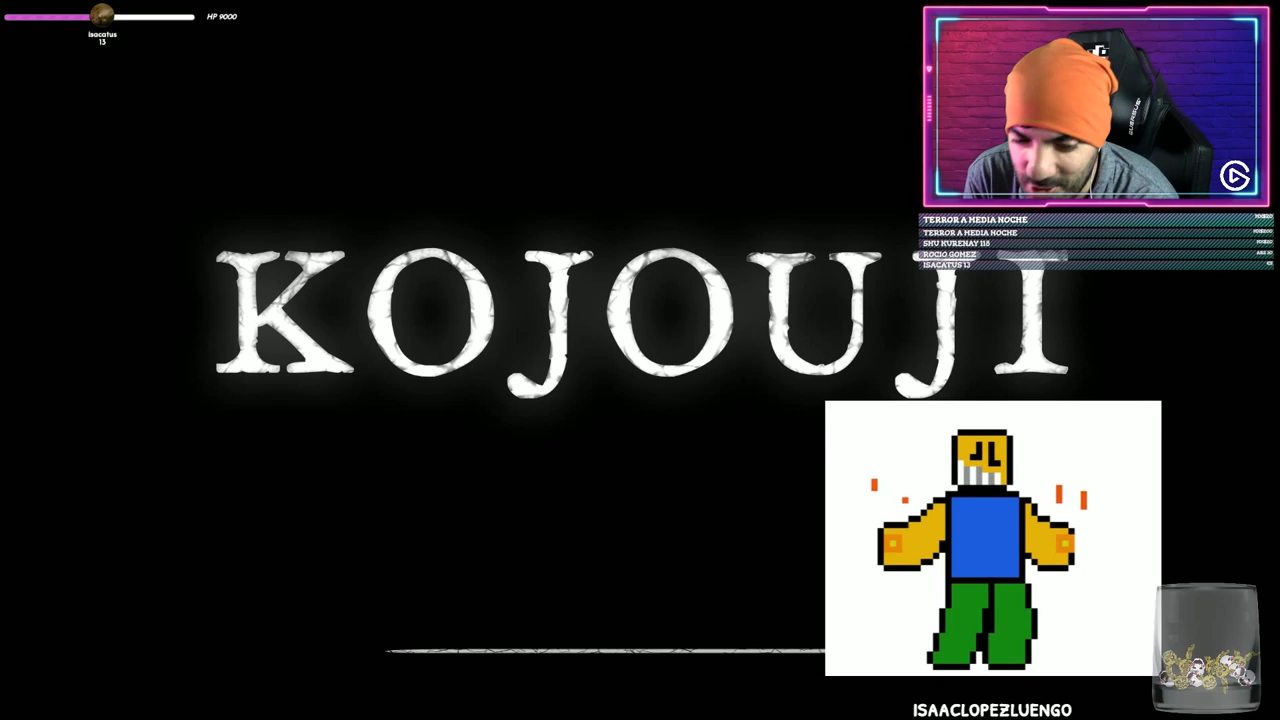 HP 9000
isacatus
13
TERROR A MEDIA NOCHE
TERROR A MEDIA NOCHE
SHU KURENAY 118
ROCIO GOMEZ
ISACATUS 13
KOJOUJI
ISAACLOPEZLUENGO